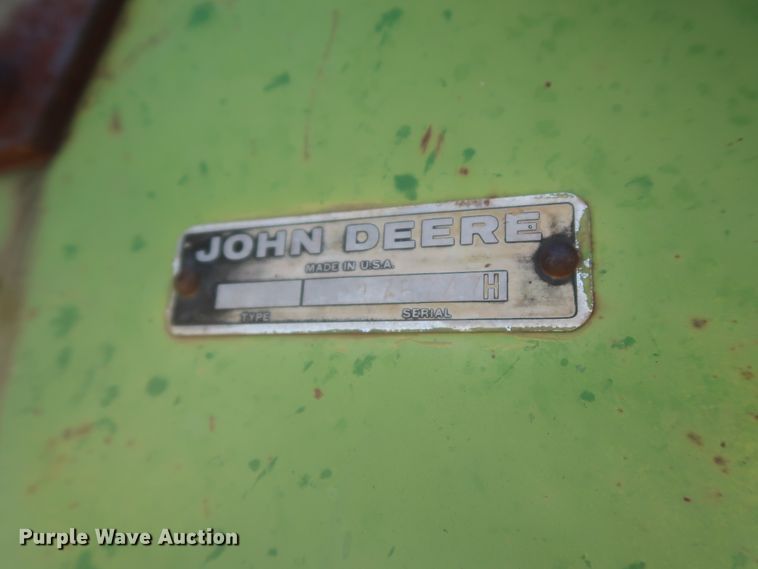 JOHN DEERE
MADE IN U.S.A.
H
TYPE SERIAL
Purple Wave Auction